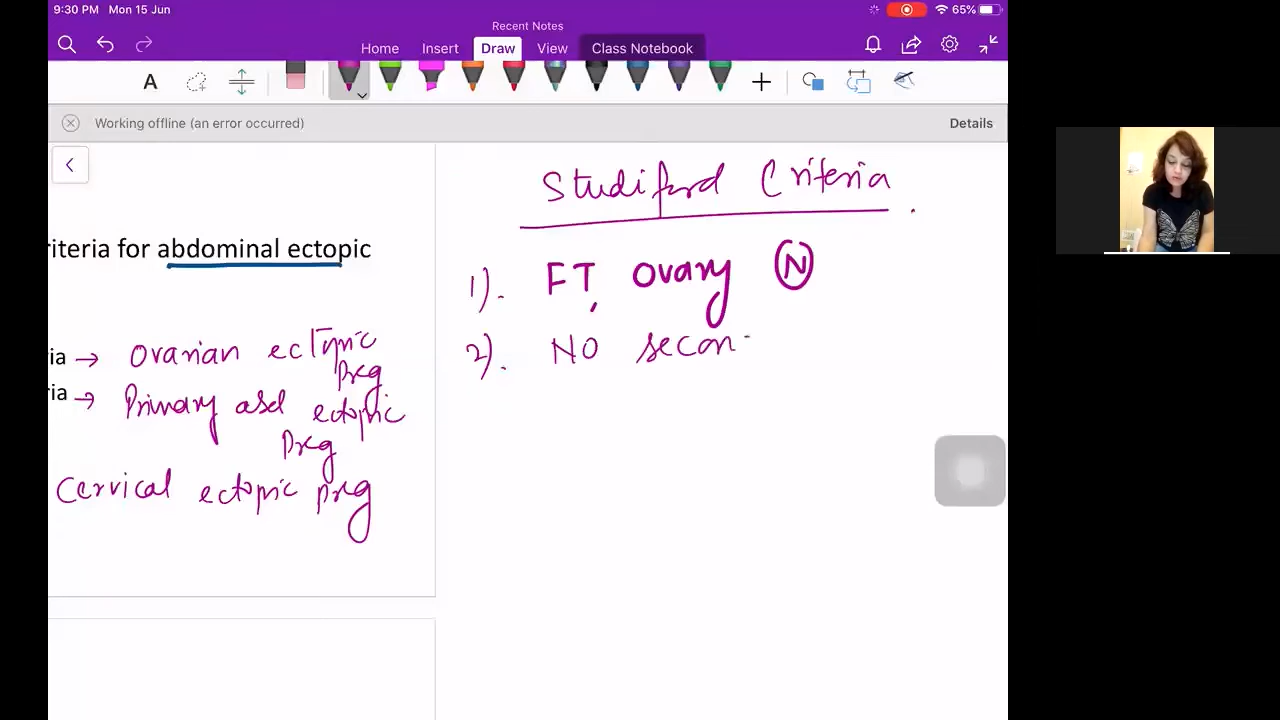 9:30 PM Mon 15 Jun
65%
Recent Notes
Home Insert Draw View Class Notebook
A
Working offline (an error occurred)
Details
riteria for abdominal ectopic
ia → Ovarian ectopic
preg
ria → Primary abd ectopic
preg
Cervical ectopic preg
Studiford Criteria
1). FT, Ovary N
2). NO secon